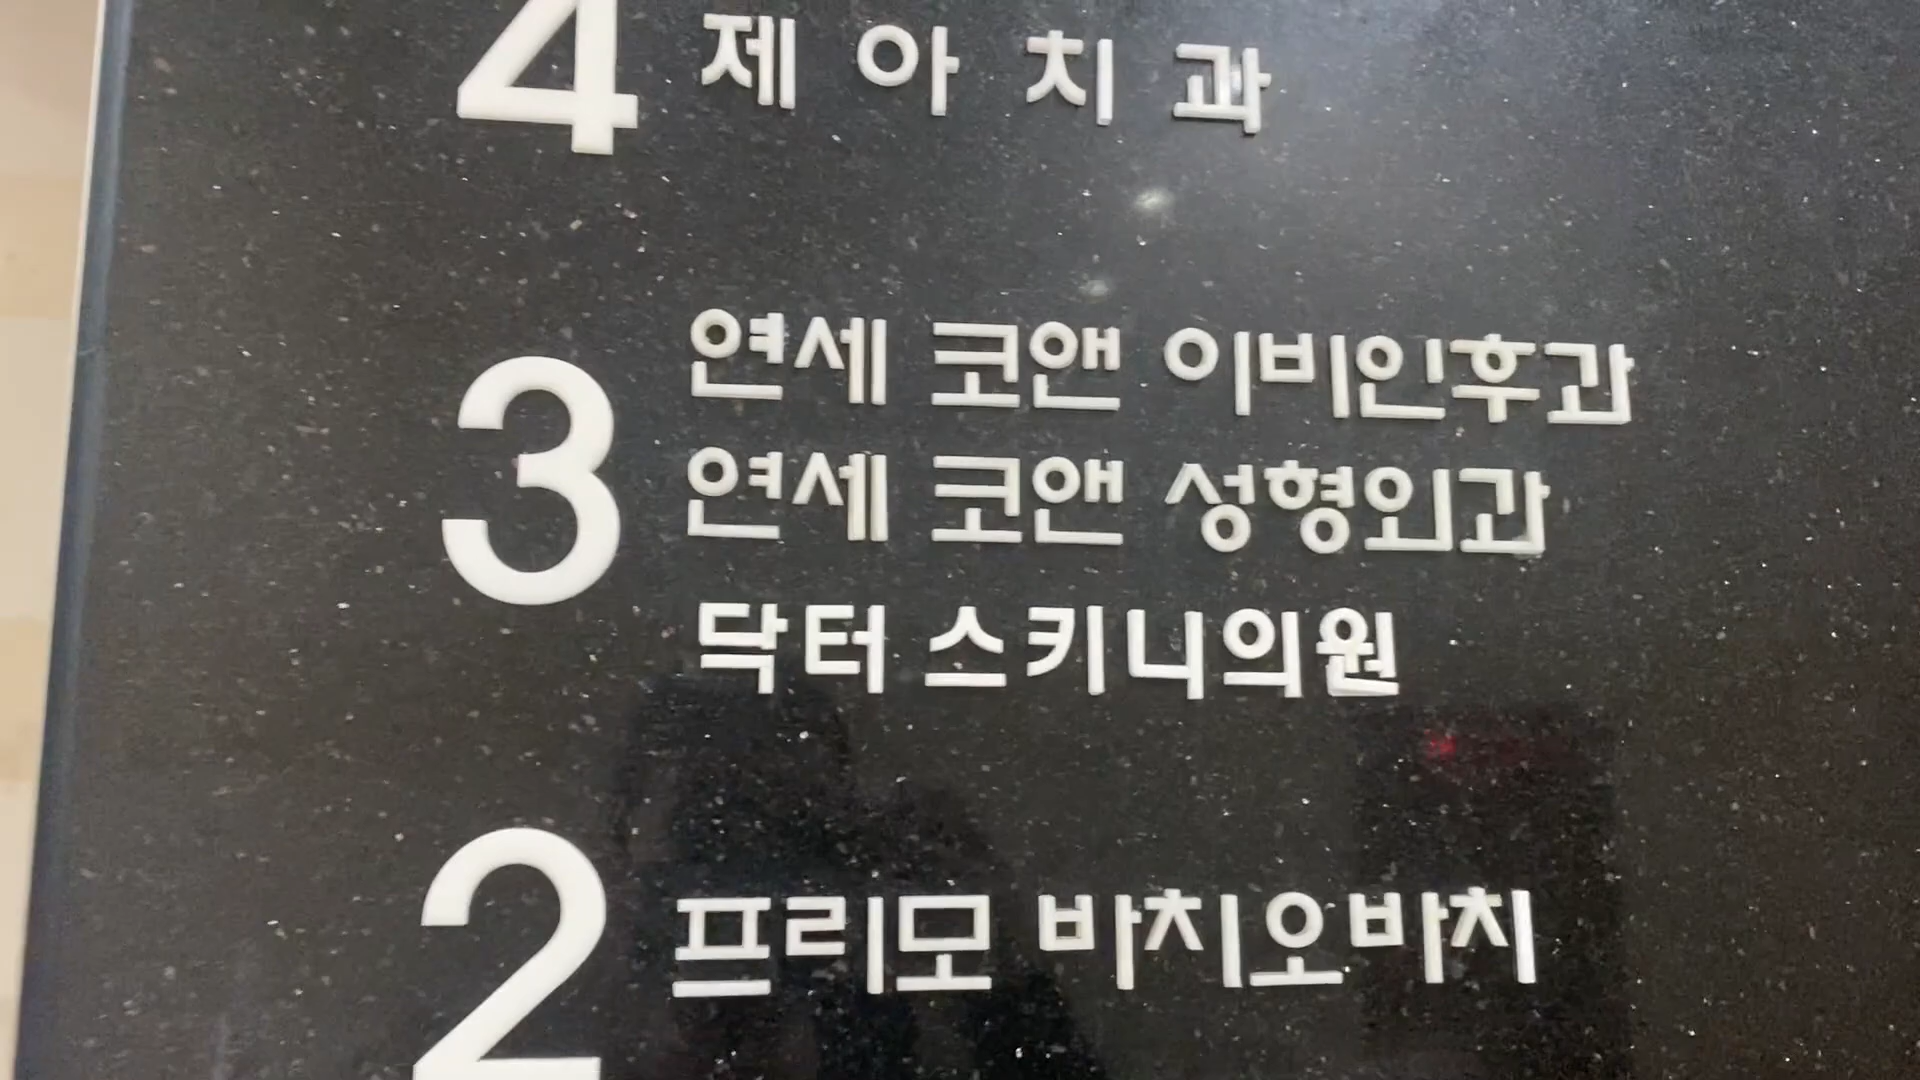 4 제아치과
3 연세 코앤 이비인후과
연세 코앤 성형외과
닥터 스키니의원
2 프리모 바치오바치